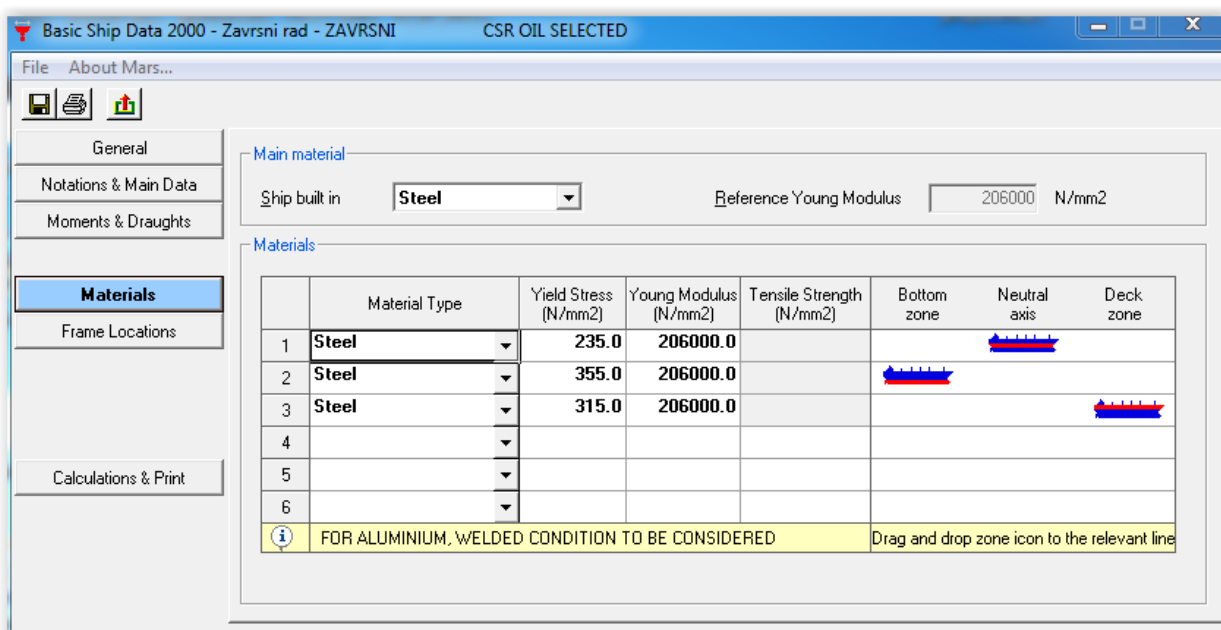 Basic Ship Data 2000 - Zavrsni rad - ZAVRSNI CSR OIL SELECTED
File About Mars...
General
Notations & Main Data
Moments & Draughts
Materials
Frame Locations
Calculations & Print
Main material
Ship built in Steel Reference Young Modulus 206000 N/mm2
Materials
Material Type Yield Stress (N/mm2) Young Modulus (N/mm2) Tensile Strength (N/mm2) Bottom zone Neutral axis Deck zone
1 Steel 235.0 206000.0
2 Steel 355.0 206000.0
3 Steel 315.0 206000.0
4
5
6
FOR ALUMINIUM, WELDED CONDITION TO BE CONSIDERED Drag and drop zone icon to the relevant line